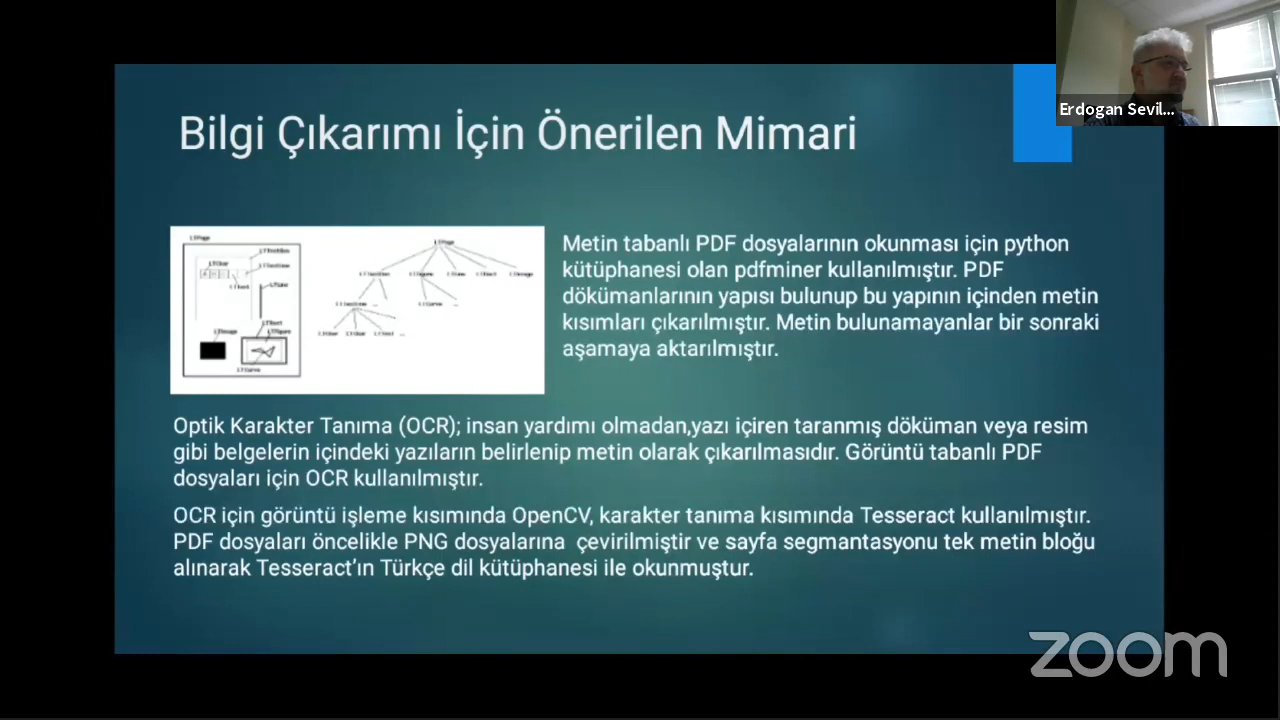 Erdogan Sevil...
Bilgi Çıkarımı İçin Önerilen Mimari
LTPage
Metin tabanlı PDF dosyalarının okunması için python
kütüphanesi olan pdfminer kullanılmıştır. PDF
dökümanlarının yapısı bulunup bu yapının içinden metin
kısımları çıkarılmıştır. Metin bulunamayanlar bir sonraki
aşamaya aktarılmıştır.
Optik Karakter Tanıma (OCR); insan yardımı olmadan,yazı içiren taranmış döküman veya resim
gibi belgelerin içindeki yazıların belirlenip metin olarak çıkarılmasıdır. Görüntü tabanlı PDF
dosyaları için OCR kullanılmıştır.
OCR için görüntü işleme kısımında OpenCV, karakter tanıma kısımında Tesseract kullanılmıştır.
PDF dosyaları öncelikle PNG dosyalarına çevirilmiştir ve sayfa segmantasyonu tek metin bloğu
alınarak Tesseract'ın Türkçe dil kütüphanesi ile okunmuştur.
zoom